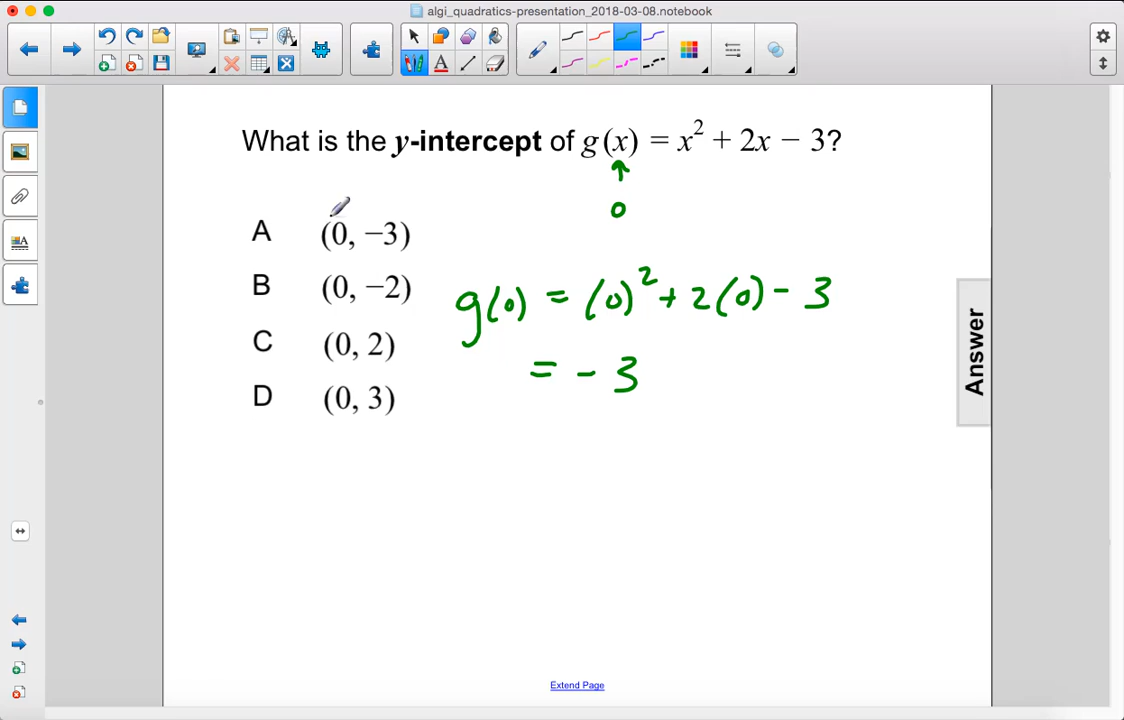 algi_quadratics-presentation_2018-03-08.notebook
What is the y-intercept of g(x) = x² + 2x − 3?
↑
0
A (0, −3)
B (0, −2)
g(0) = (0)² + 2(0) - 3
C (0, 2)
= - 3
D (0, 3)
Answer
Extend Page